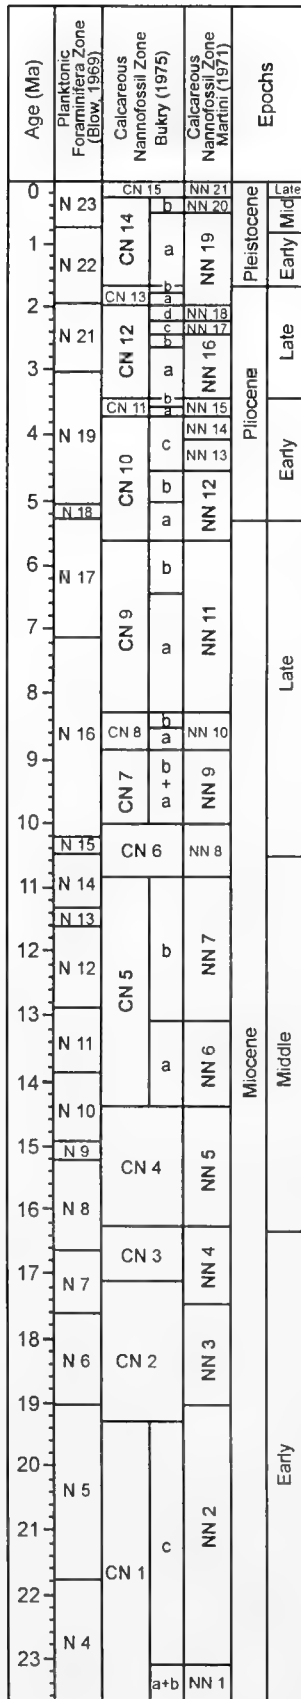 Age (Ma)
Planktonic
Foraminifera Zone
(Blow, 1969)
Calcareous
Nannofossil Zone
Bukry (1975)
Calcareous
Nannofossil Zone
Martini (1971)
Epochs
0
1
2
3
4
5
6
7
8
9
10
11
12
13
14
15
16
17
18
19
20
21
22
23
N 23
N 22
N 21
N 19
N 18
N 17
N 16
N 15
N 14
N 13
N 12
N 11
N 10
N 9
N 8
N 7
N 6
N 5
N 4
CN 15
CN 14
CN 13
CN 12
CN 11
CN 10
CN 9
CN 8
CN 7
CN 6
CN 5
CN 4
CN 3
CN 2
CN 1
b
a
b
a
d
c
b
a
b
a
c
b
a
b
a
b
a
b
+
a
b
a
c
a+b
NN 21
NN 20
NN 19
NN 18
NN 17
NN 16
NN 15
NN 14
NN 13
NN 12
NN 11
NN 10
NN 9
NN 8
NN 7
NN 6
NN 5
NN 4
NN 3
NN 2
NN 1
Pleistocene
Pliocene
Miocene
Late
Mid
Early
Late
Early
Late
Middle
Early